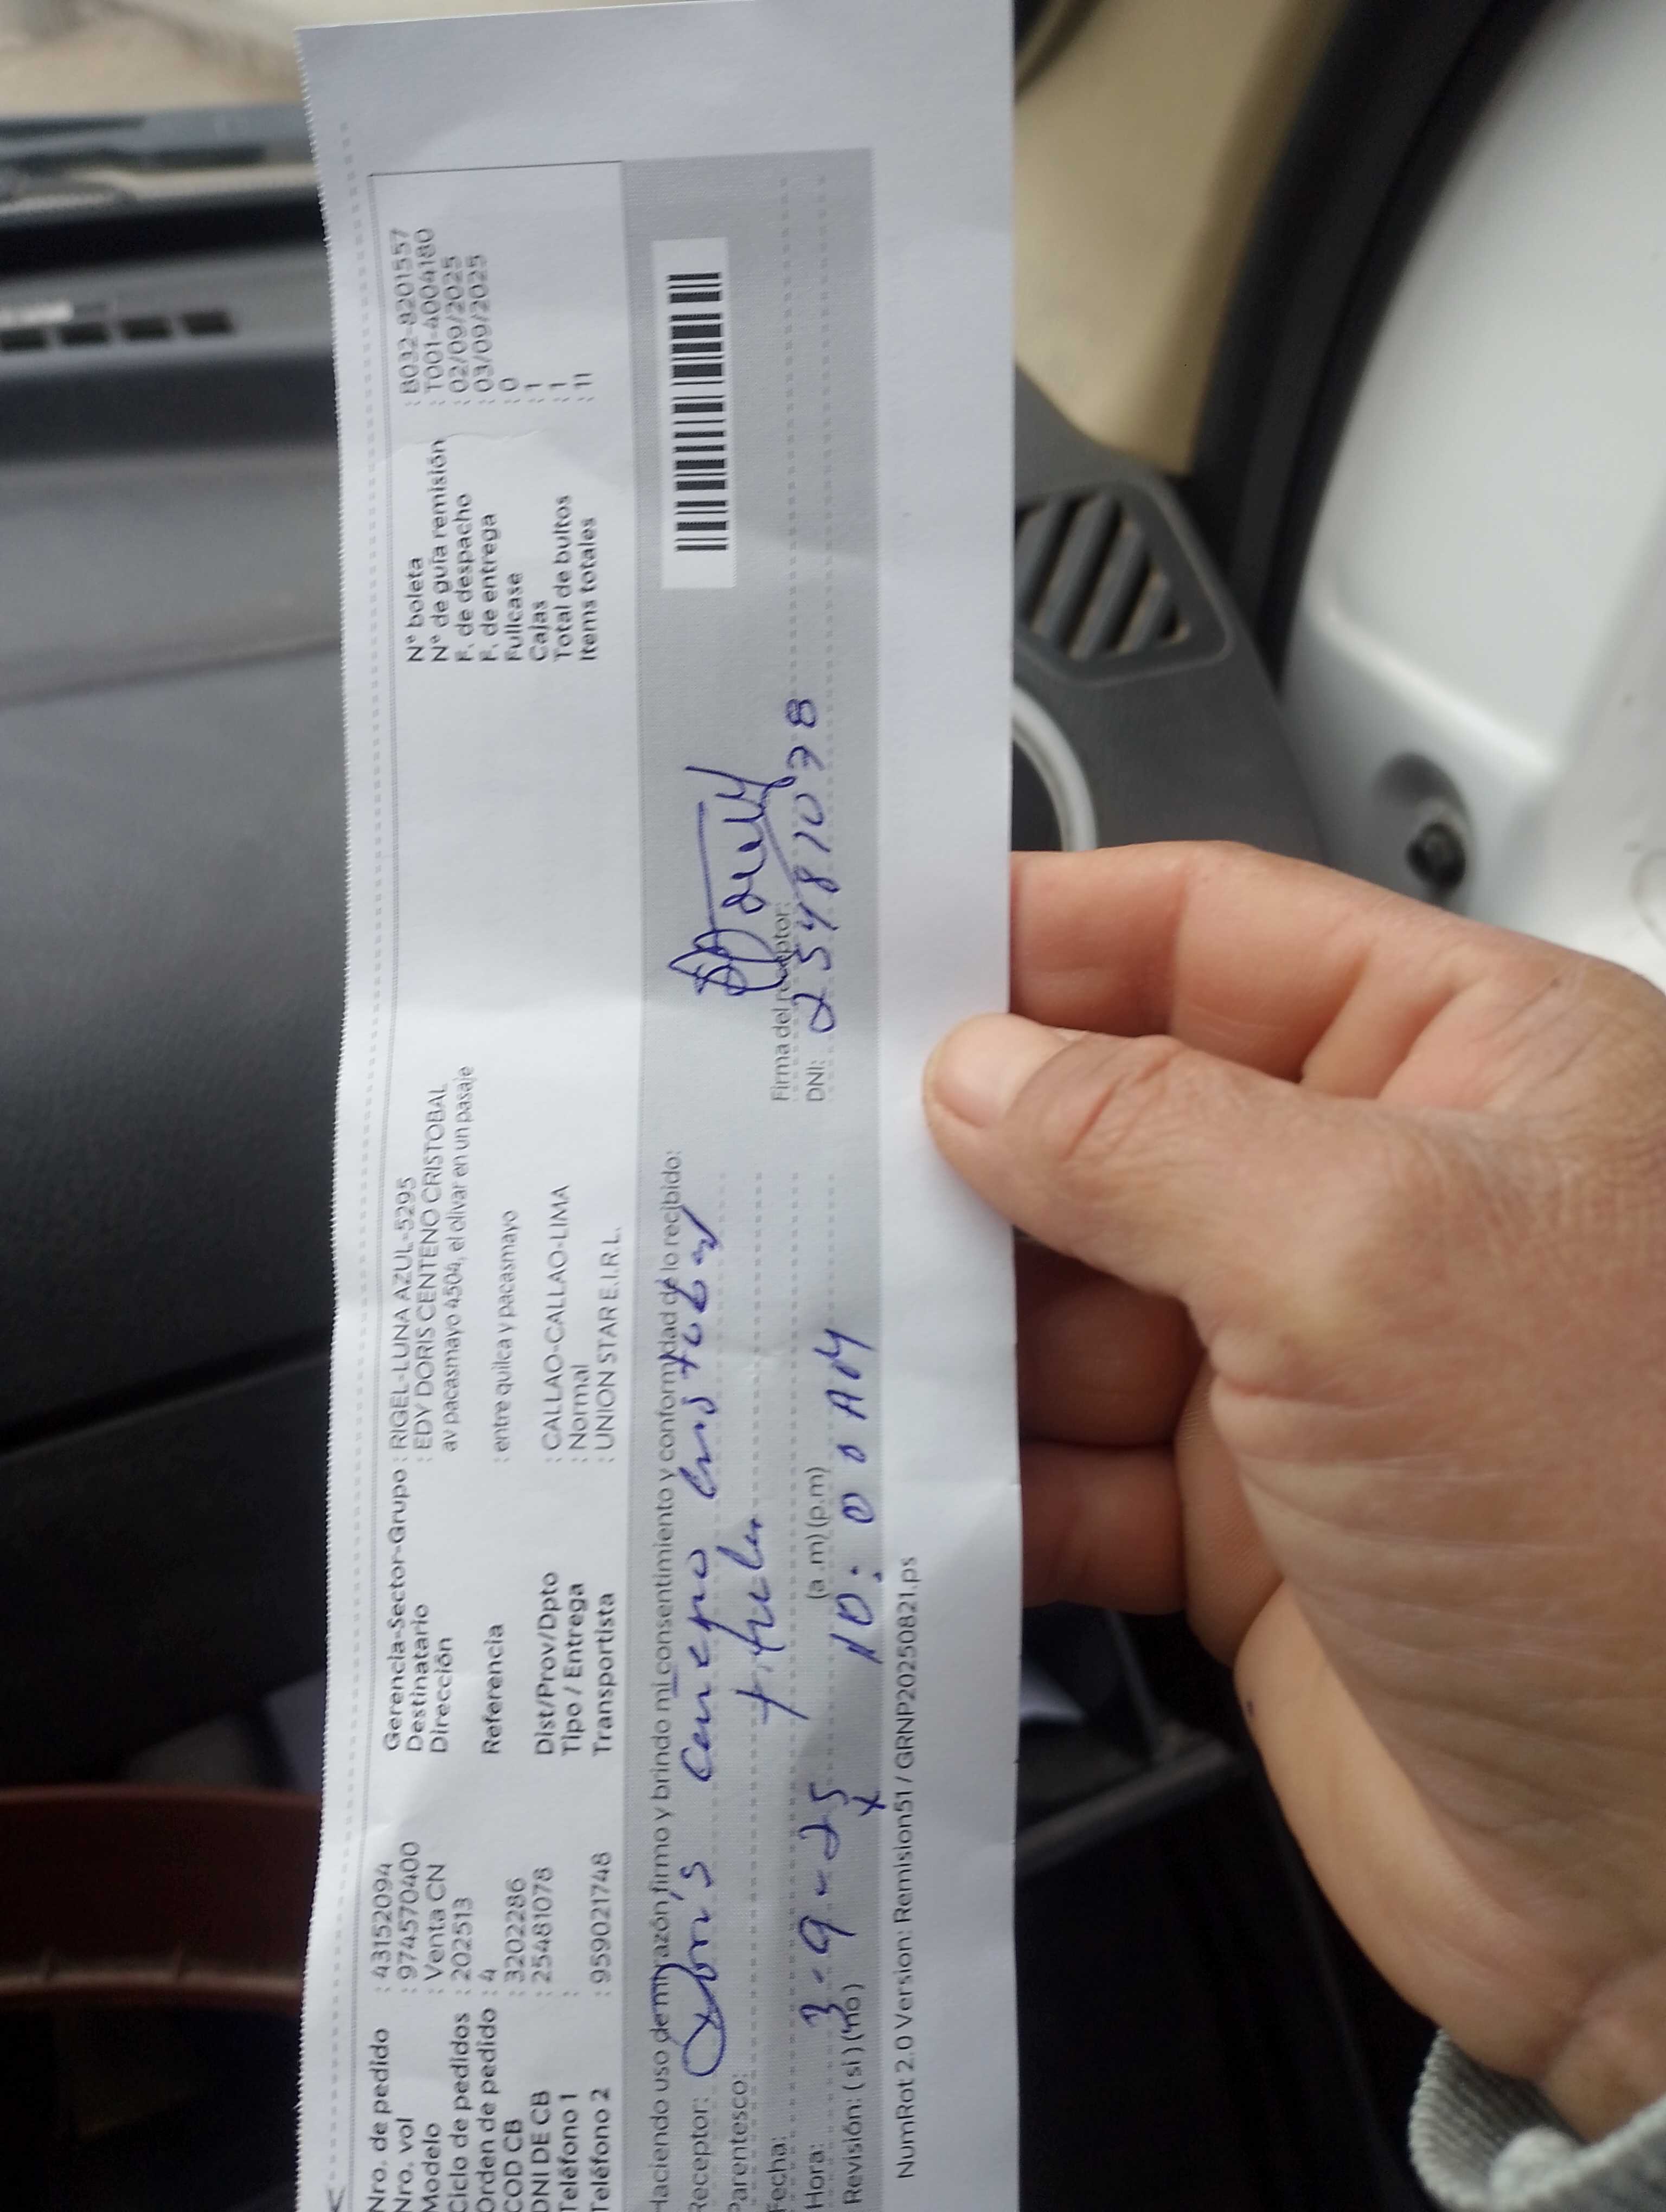 Nro. de pedido : 43152094
Nro. vol : 974570400
Modelo : Venta CN
Ciclo de pedidos : 202513
Orden de pedido : 4
COD CB : 3202286
DNI DE CB : 25481078
Teléfono 1 :
Teléfono 2 : 959021748
Gerencia-Sector-Grupo : RIGEL-LUNA AZUL-5295
Destinatario : EDY DORIS CENTENO CRISTOBAL
Dirección av pacasmayo 4504, el olivar en un pasaje
Referencia : entre quilca y pacasmayo
Dist/Prov/Dpto : CALLAO-CALLAO-LIMA
Tipo / Entrega : Normal
Transportista : UNION STAR E.I.R.L.
N° boleta : B032-8201557
N° de guía remisión : T001-4004180
F. de despacho : 02/09/2025
F. de entrega : 03/09/2025
Fullcase : 0
Cajas : 1
Total de bultos : 1
Items totales : 11
Haciendo uso de mi razón firmo y brindo mi consentimiento y conformidad de lo recibido:
Receptor: Doris Centeno Cristobal
Parentesco: titular
Fecha: 3-9-25
Hora: (a.m) (p.m) 10:00 AM
Revisión: (si) (no) x
Firma del receptor:
DNI: 25481078
NumRot 2.0 Version: Remision51 / GRNP20250821.ps